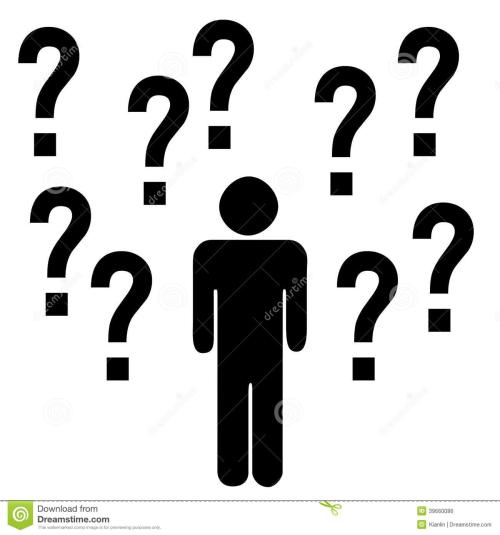 ? ? ? ? ?
? ? ? ?
Download from
Dreamstime.com
This watermarked comp image is for previewing purposes only.
39660086
Kianlin | Dreamstime.com